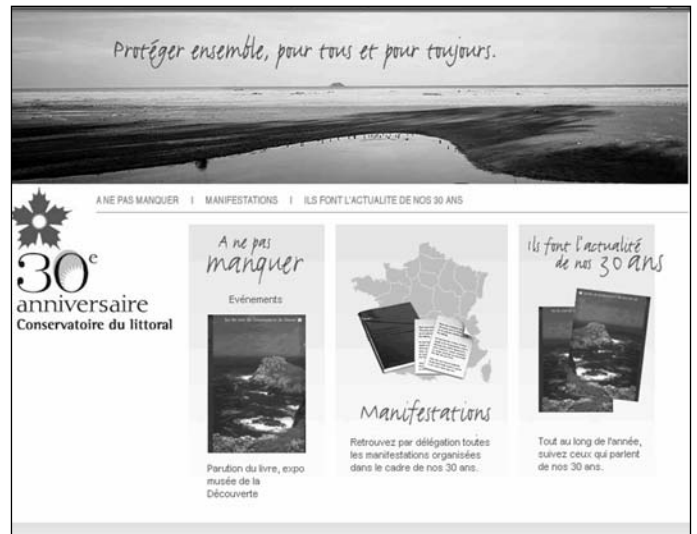 Protéger ensemble, pour tous et pour toujours.
A NE PAS MANQUER I MANIFESTATIONS I ILS FONT L'ACTUALITE DE NOS 30 ANS
30e
anniversaire
Conservatoire du littoral
A ne pas
manquer
Evénements
Parution du livre, expo
musée de la
Découverte
Manifestations
Retrouvez par délégation toutes
les manifestations organisées
dans le cadre de nos 30 ans.
Ils font l'actualité
de nos 30 ans
Tout au long de l'année,
suivez ceux qui parlent
de nos 30 ans.